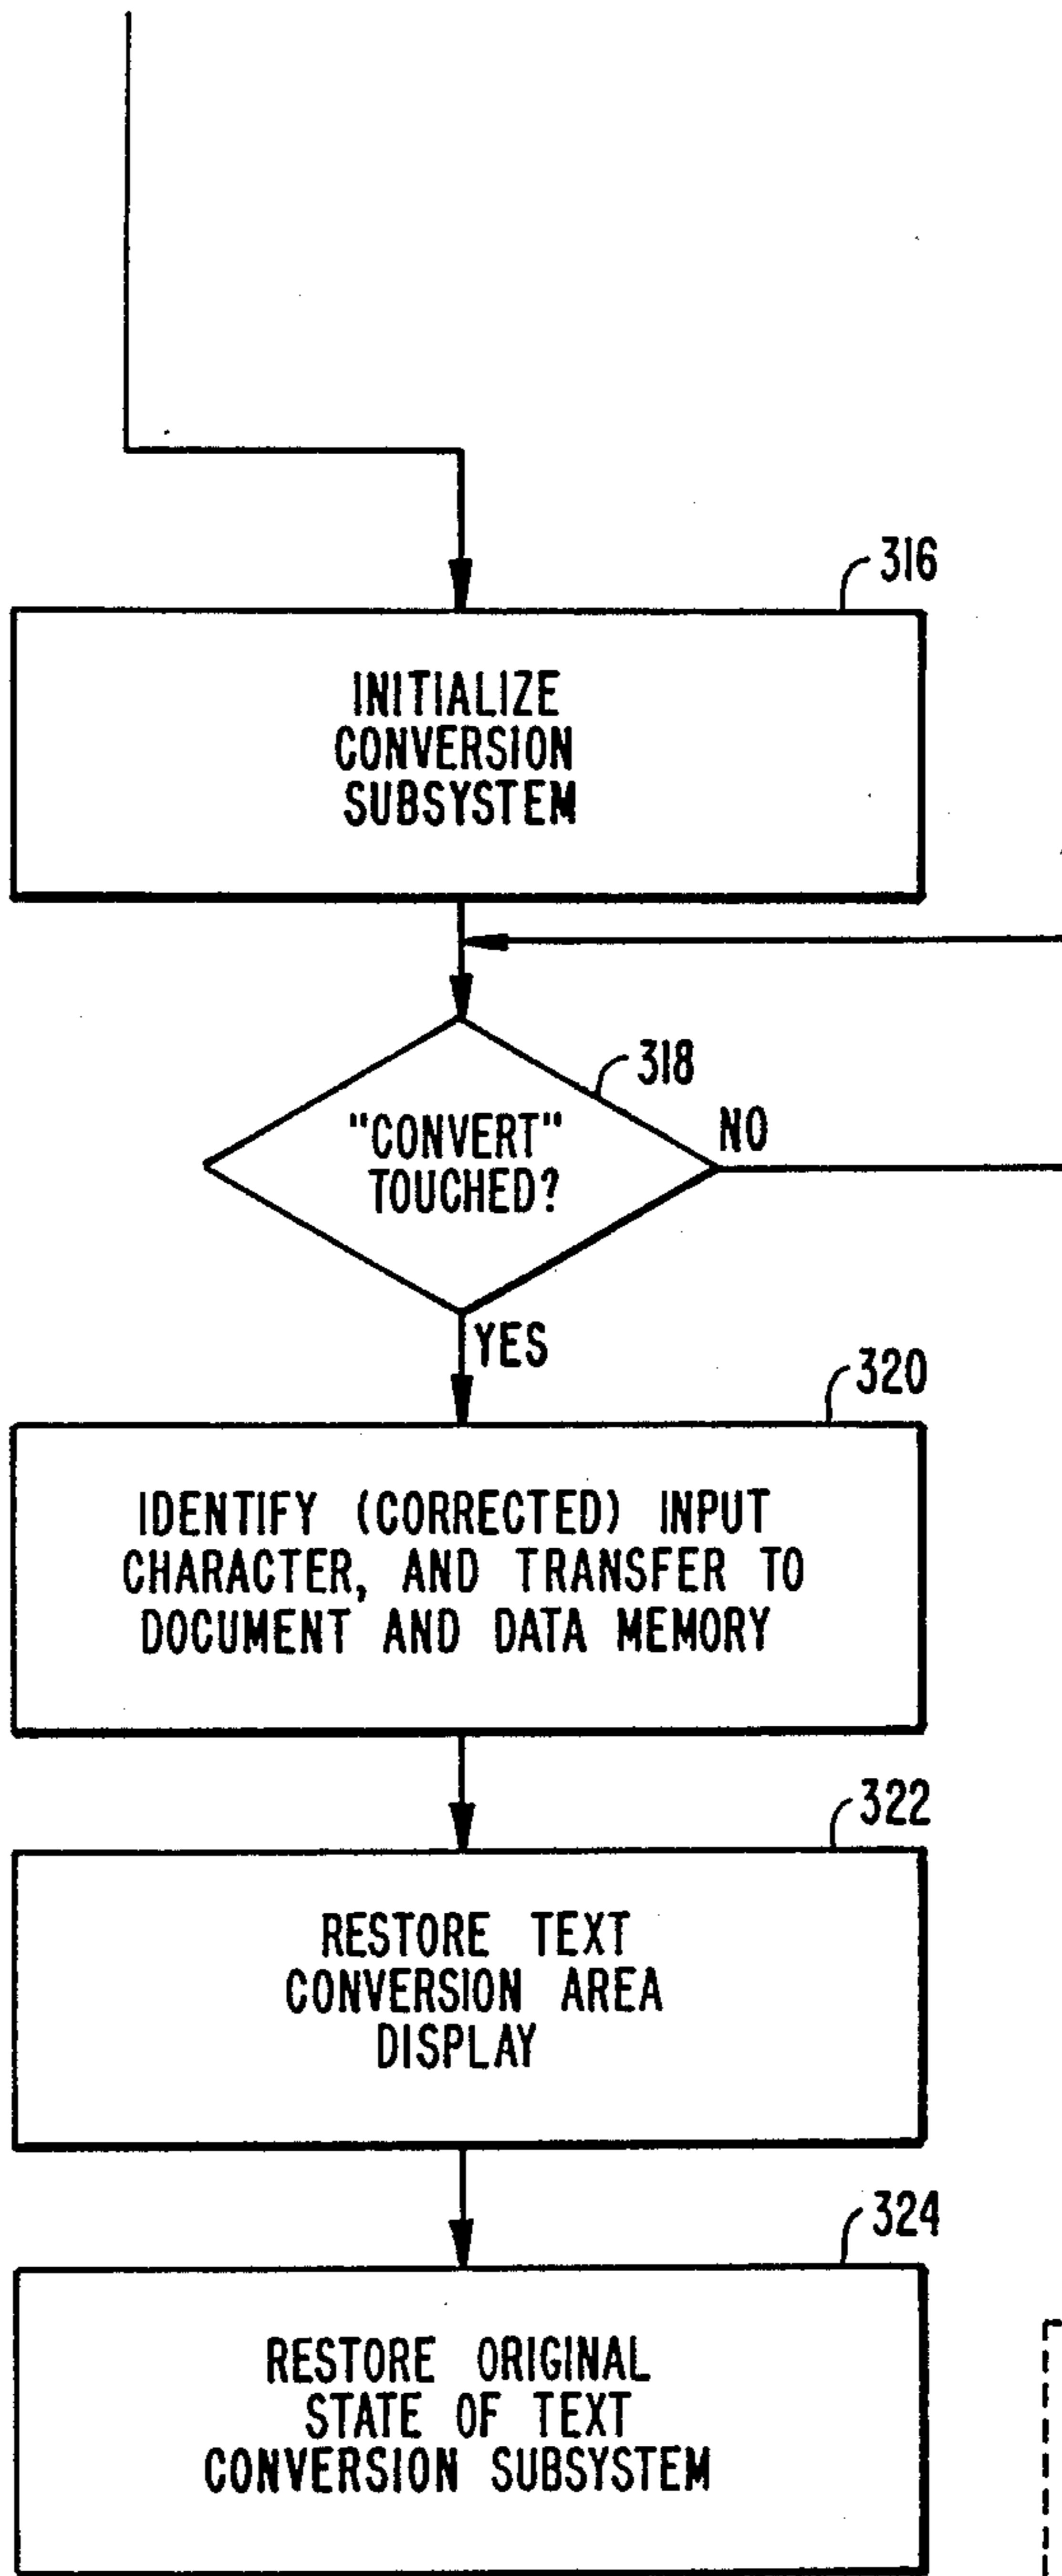 316
INITIALIZE
CONVERSION
SUBSYSTEM
318
"CONVERT"
TOUCHED?
NO
YES
320
IDENTIFY (CORRECTED) INPUT
CHARACTER, AND TRANSFER TO
DOCUMENT AND DATA MEMORY
322
RESTORE TEXT
CONVERSION AREA
DISPLAY
324
RESTORE ORIGINAL
STATE OF TEXT
CONVERSION SUBSYSTEM